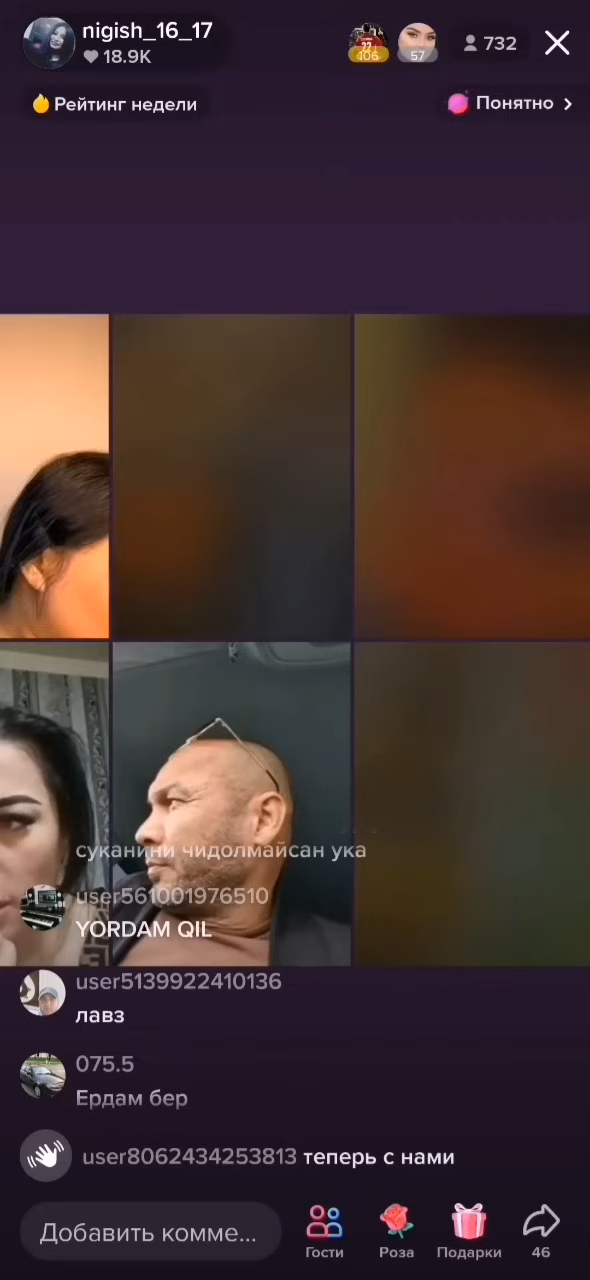 nigish_16_17
18.9K
106
57
732
Рейтинг недели
Понятно
суканини чидолмайсан ука
user561001976510
YORDAM QIL
user5139922410136
лавз
075.5
Ердам бер
user8062434253813 теперь с нами
Добавить комме...
Гости
Роза
Подарки
46